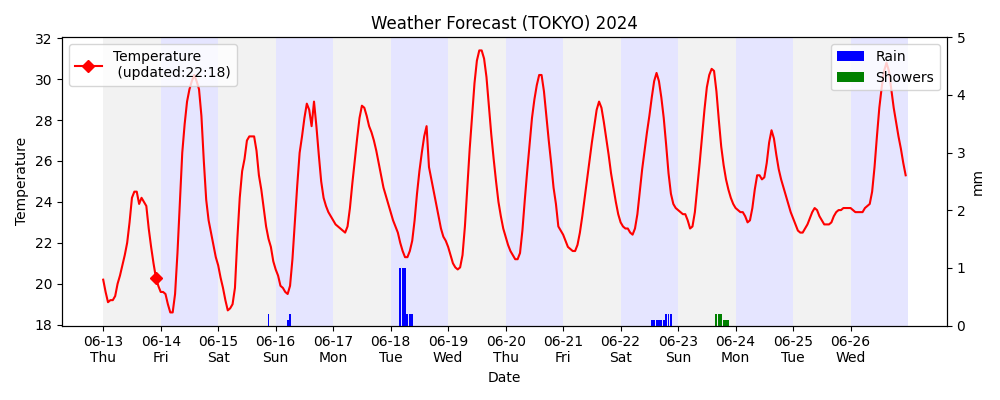 Weather Forecast (TOKYO) 2024
Temperature
(updated:22:18)
Rain
Showers
Temperature
32
30
28
26
24
22
20
18
5
4
3
2
1
0
mm
06-13 06-14 06-15 06-16 06-17 06-18 06-19 06-20 06-21 06-22 06-23 06-24 06-25 06-26
Thu Fri Sat Sun Mon Tue Wed Thu Fri Sat Sun Mon Tue Wed
Date